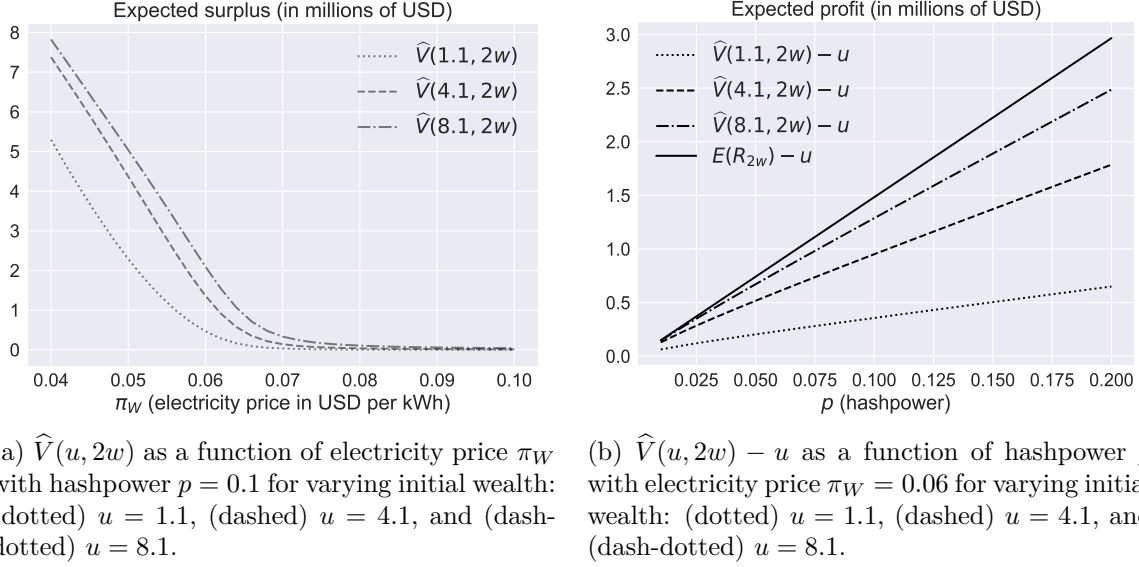 Expected surplus (in millions of USD)
8
7
6
5
4
3
2
1
0
V̂(1.1, 2w)
V̂(4.1, 2w)
V̂(8.1, 2w)
0.04 0.05 0.06 0.07 0.08 0.09 0.10
π_W (electricity price in USD per kWh)
Expected profit (in millions of USD)
3.0
2.5
2.0
1.5
1.0
0.5
0.0
V̂(1.1, 2w) − u
V̂(4.1, 2w) − u
V̂(8.1, 2w) − u
E(R_{2w}) − u
0.025 0.050 0.075 0.100 0.125 0.150 0.175 0.200
p (hashpower)
a) V̂(u, 2w) as a function of electricity price π_W
with hashpower p = 0.1 for varying initial wealth:
dotted) u = 1.1, (dashed) u = 4.1, and (dash-
dotted) u = 8.1.
(b) V̂(u, 2w) − u as a function of hashpower
with electricity price π_W = 0.06 for varying initial
wealth: (dotted) u = 1.1, (dashed) u = 4.1, and
(dash-dotted) u = 8.1.